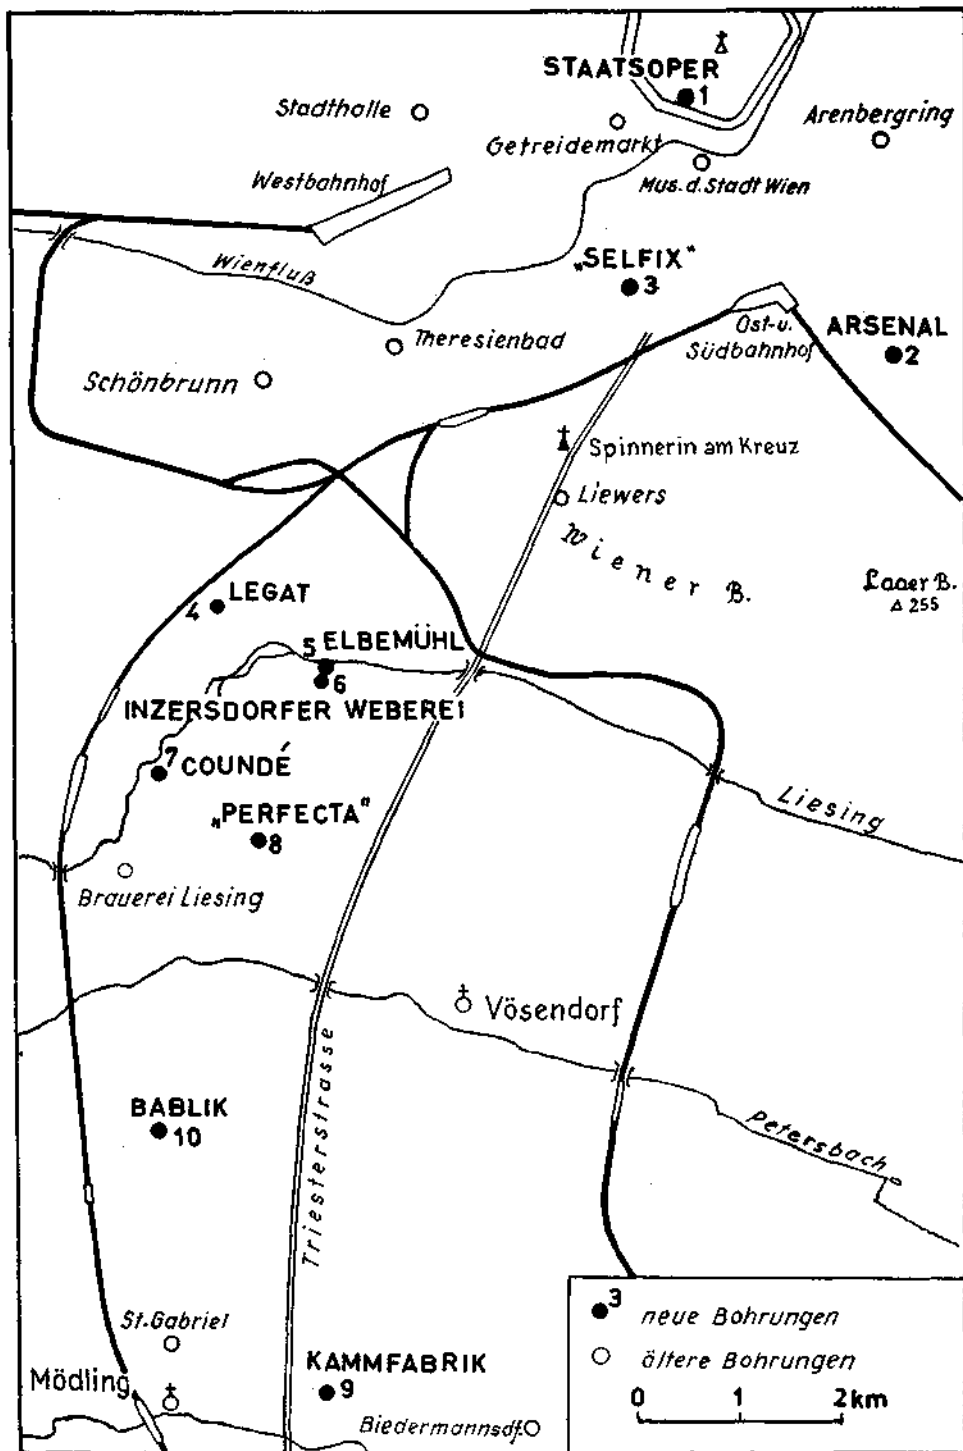 STAATSOPER
1
Stadthalle
Getreidemarkt
Arenbergring
Mus. d. Stadt Wien
Westbahnhof
Wienfluß
„SELFIX"
3
Ost- u.
Südbahnhof
ARSENAL
2
Theresienbad
Schönbrunn
Spinnerin am Kreuz
Liewers
Wiener B.
Laaer B.
△ 255
LEGAT
4
5 ELBEMÜHL
6
INZERSDORFER WEBEREI
7 COUNDÉ
„PERFECTA"
8
Liesing
Brauerei Liesing
Vösendorf
Triesterstrasse
BABLIK
10
Petersbach
St. Gabriel
Mödling
KAMMFABRIK
9
Biedermannsdf.
3 neue Bohrungen
ältere Bohrungen
0 1 2 km